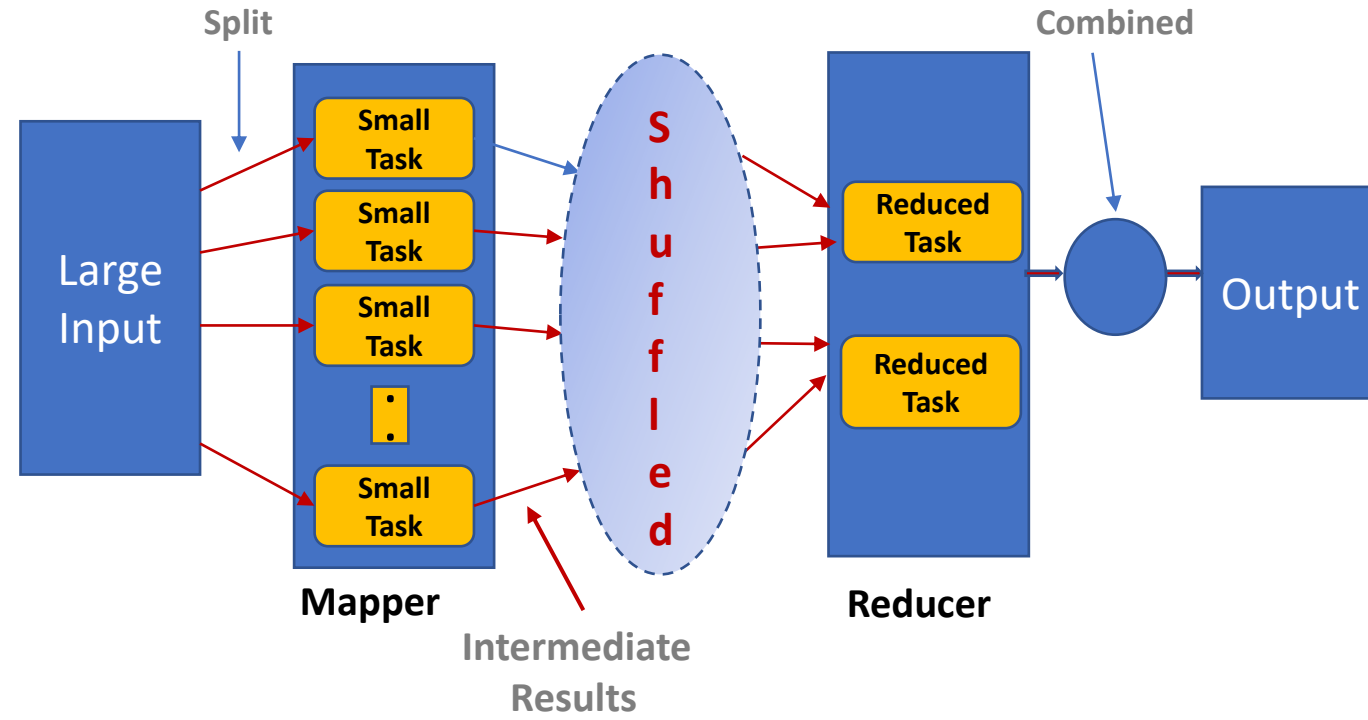 Split
Combined
Large
Input
Small
Task
Small
Task
Small
Task
:
Small
Task
Mapper
Intermediate
Results
S
h
u
f
f
l
e
d
Reduced
Task
Reduced
Task
Reducer
Output